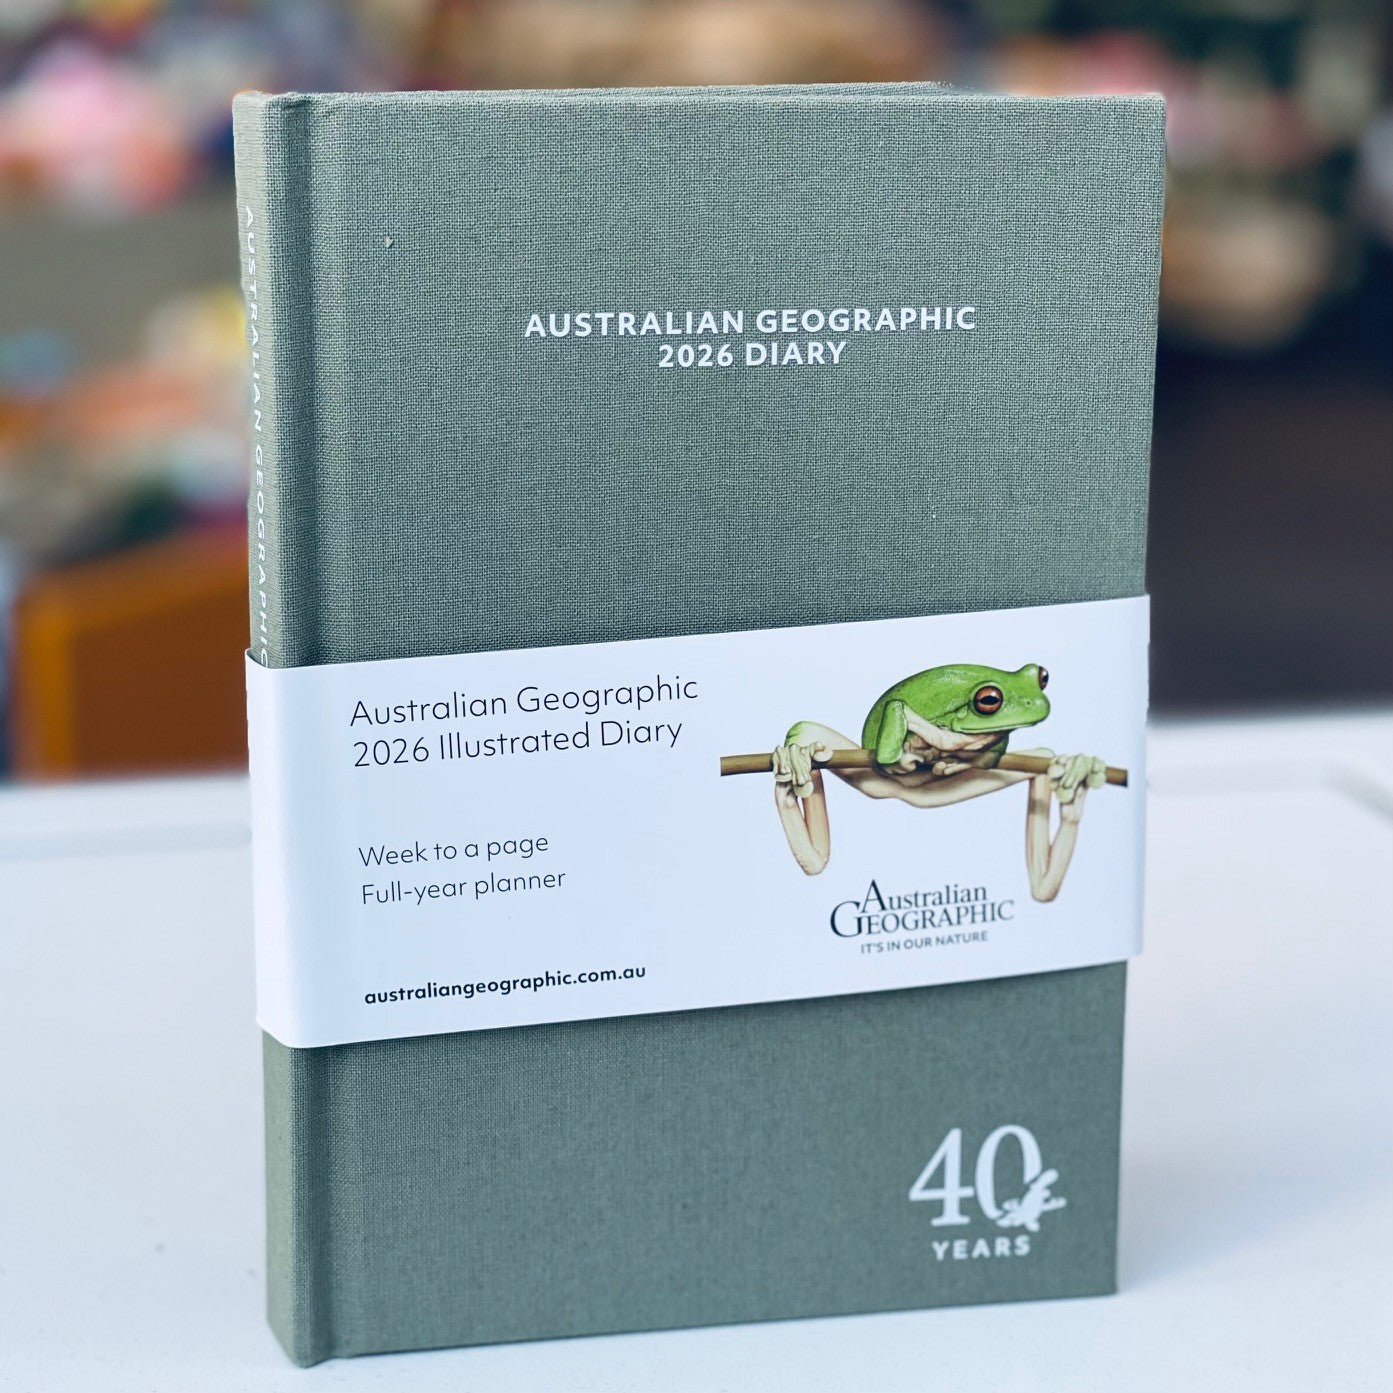 AUSTRALIAN GEOGRAPHIC
2026 DIARY
AUSTRALIAN GEOGRAPHIC
Australian Geographic
2026 Illustrated Diary
Week to a page
Full-year planner
australiangeographic.com.au
Australian
GEOGRAPHIC
IT'S IN OUR NATURE
40
YEARS